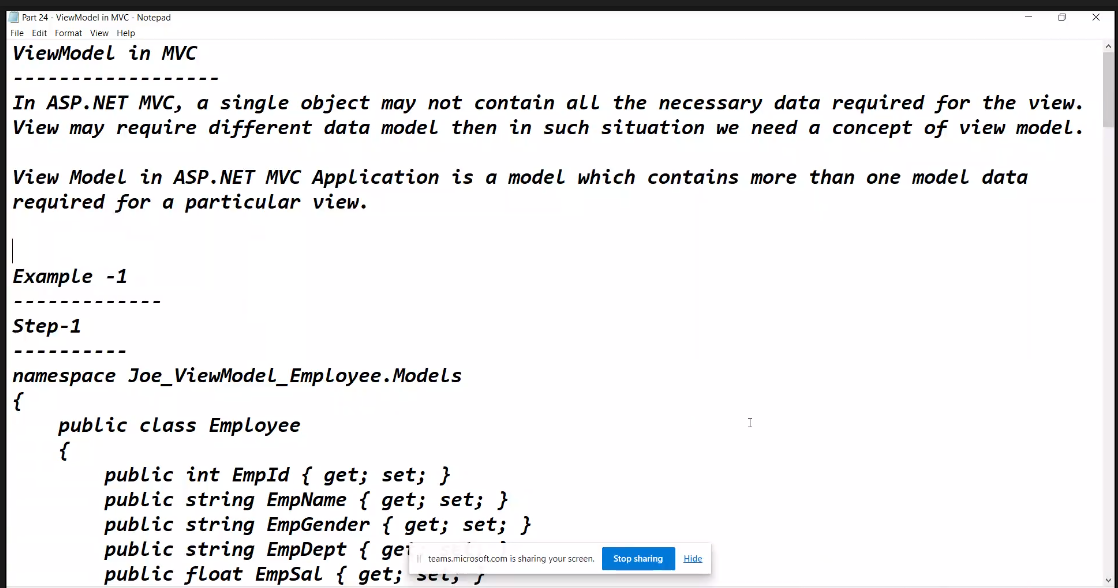 Part 24 - ViewModel in MVC - Notepad
File Edit Format View Help
ViewModel in MVC
------------------
In ASP.NET MVC, a single object may not contain all the necessary data required for the view.
View may require different data model then in such situation we need a concept of view model.
View Model in ASP.NET MVC Application is a model which contains more than one model data
required for a particular view.
Example -1
-------------
Step-1
----------
namespace Joe_ViewModel_Employee.Models
{
public class Employee
{
public int EmpId { get; set; }
public string EmpName { get; set; }
public string EmpGender { get; set; }
public string EmpDept { get
public float EmpSal { get; set; }
teams.microsoft.com is sharing your screen. Stop sharing Hide